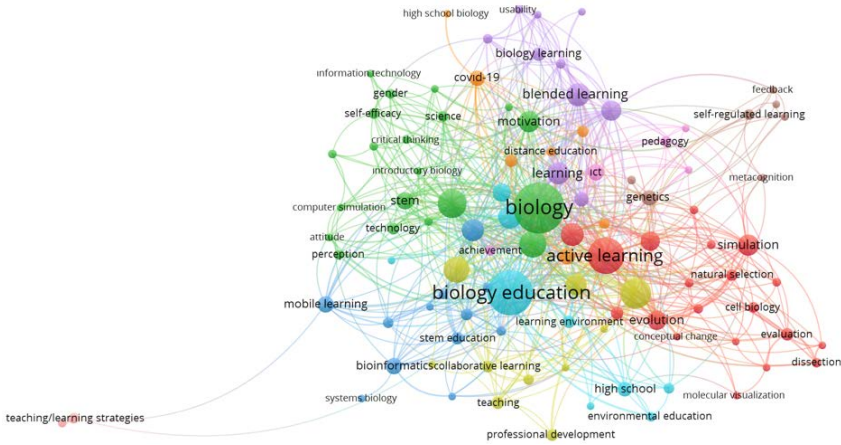 usability
high school biology
biology learning
information technology
covid-19
feedback
gender
blended learning
self-efficacy
science
self-regulated learning
motivation
critical thinking
pedagogy
distance education
introductory biology
learning
ict
metacognition
stem
genetics
computer simulation
biology
technology
attitude
perception
achievement
active learning
simulation
natural selection
biology education
mobile learning
cell biology
learning environment
evolution
stem education
conceptual change
evaluation
bioinformatics
collaborative learning
dissection
high school
molecular visualization
systems biology
teaching
environmental education
teaching/learning strategies
professional development